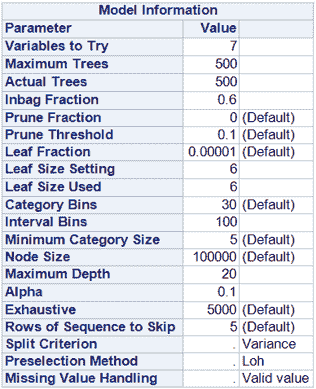 Model Information
Parameter Value
Variables to Try 7
Maximum Trees 500
Actual Trees 500
Inbag Fraction 0.6
Prune Fraction 0 (Default)
Prune Threshold 0.1 (Default)
Leaf Fraction 0.00001 (Default)
Leaf Size Setting 6
Leaf Size Used 6
Category Bins 30 (Default)
Interval Bins 100
Minimum Category Size 5 (Default)
Node Size 100000 (Default)
Maximum Depth 20
Alpha 0.1
Exhaustive 5000 (Default)
Rows of Sequence to Skip 5 (Default)
Split Criterion . Variance
Preselection Method . Loh
Missing Value Handling . Valid value